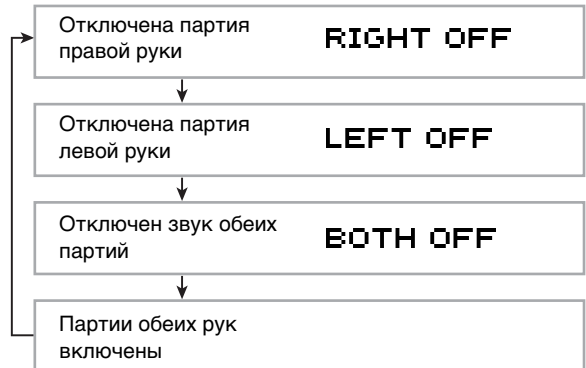 Отключена партия
правой руки
RIGHT OFF
Отключена партия
левой руки
LEFT OFF
Отключен звук обеих
партий
BOTH OFF
Партии обеих рук
включены